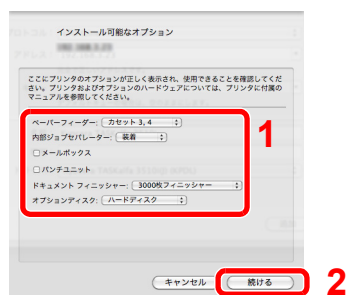 インストール可能なオプション
ここにプリンタのオプションが正しく表示され、使用できることを確認してくだ
さい。プリンタおよびオプションのハードウェアについては、プリンタに付属の
マニュアルを参照してください。
ペーパーフィーダー: カセット 3, 4
内部ジョブセパレーター: 装着
メールボックス
パンチユニット
ドキュメント フィニッシャー: 3000枚フィニッシャー
オプションディスク: ハードディスク
1
キャンセル
続ける
2